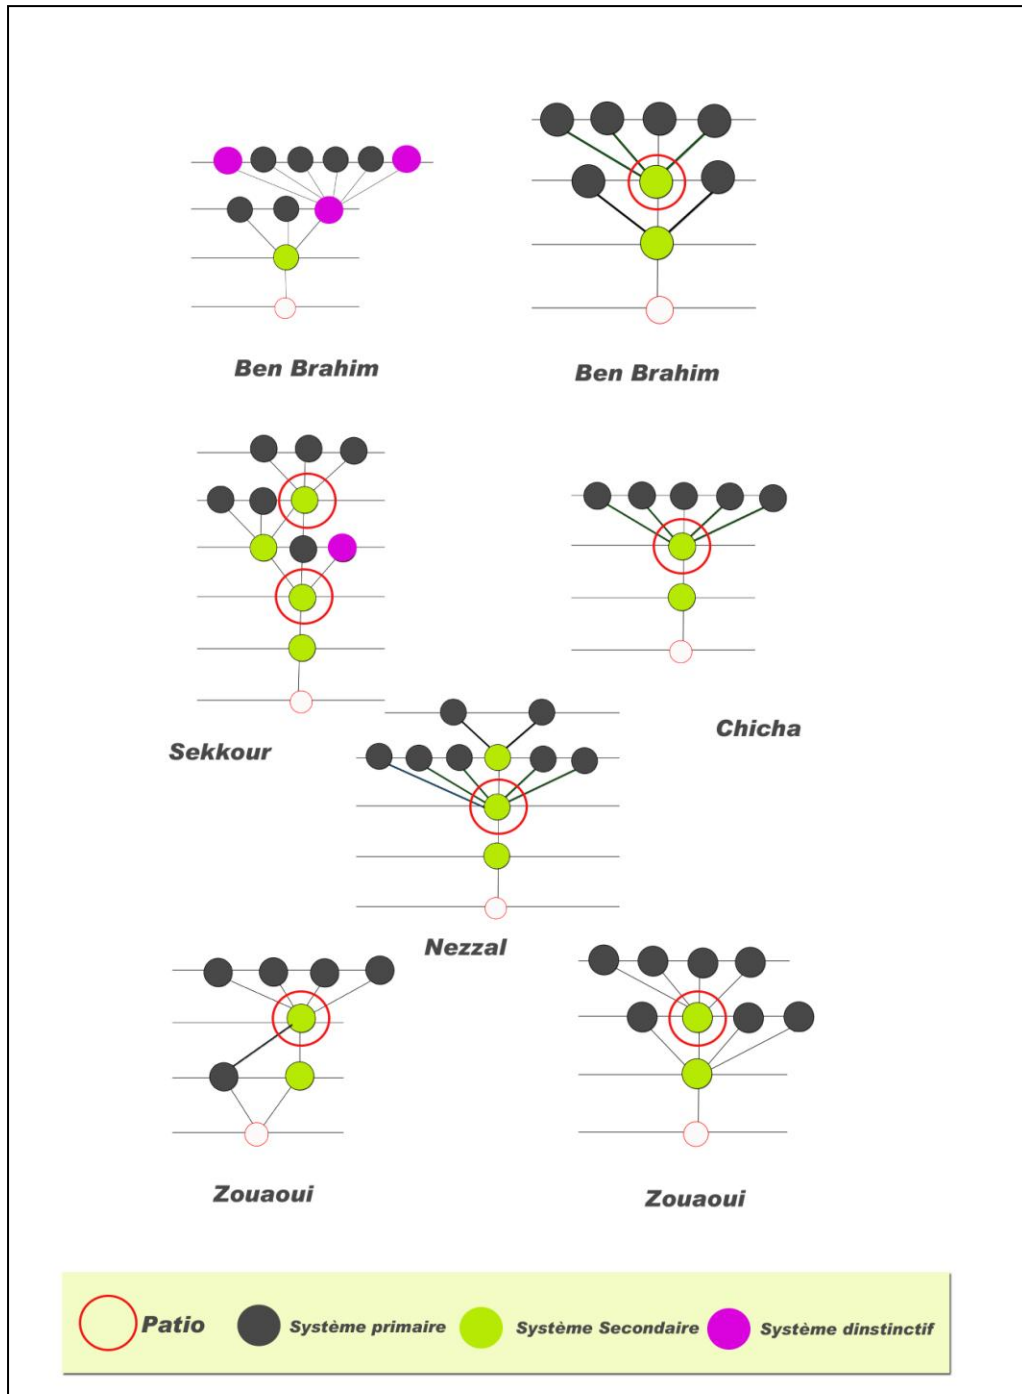 Ben Brahim
Ben Brahim
Sekkour
Chicha
Nezzal
Zouaoui
Zouaoui
Patio
Système primaire
Système Secondaire
Système dinstinctif